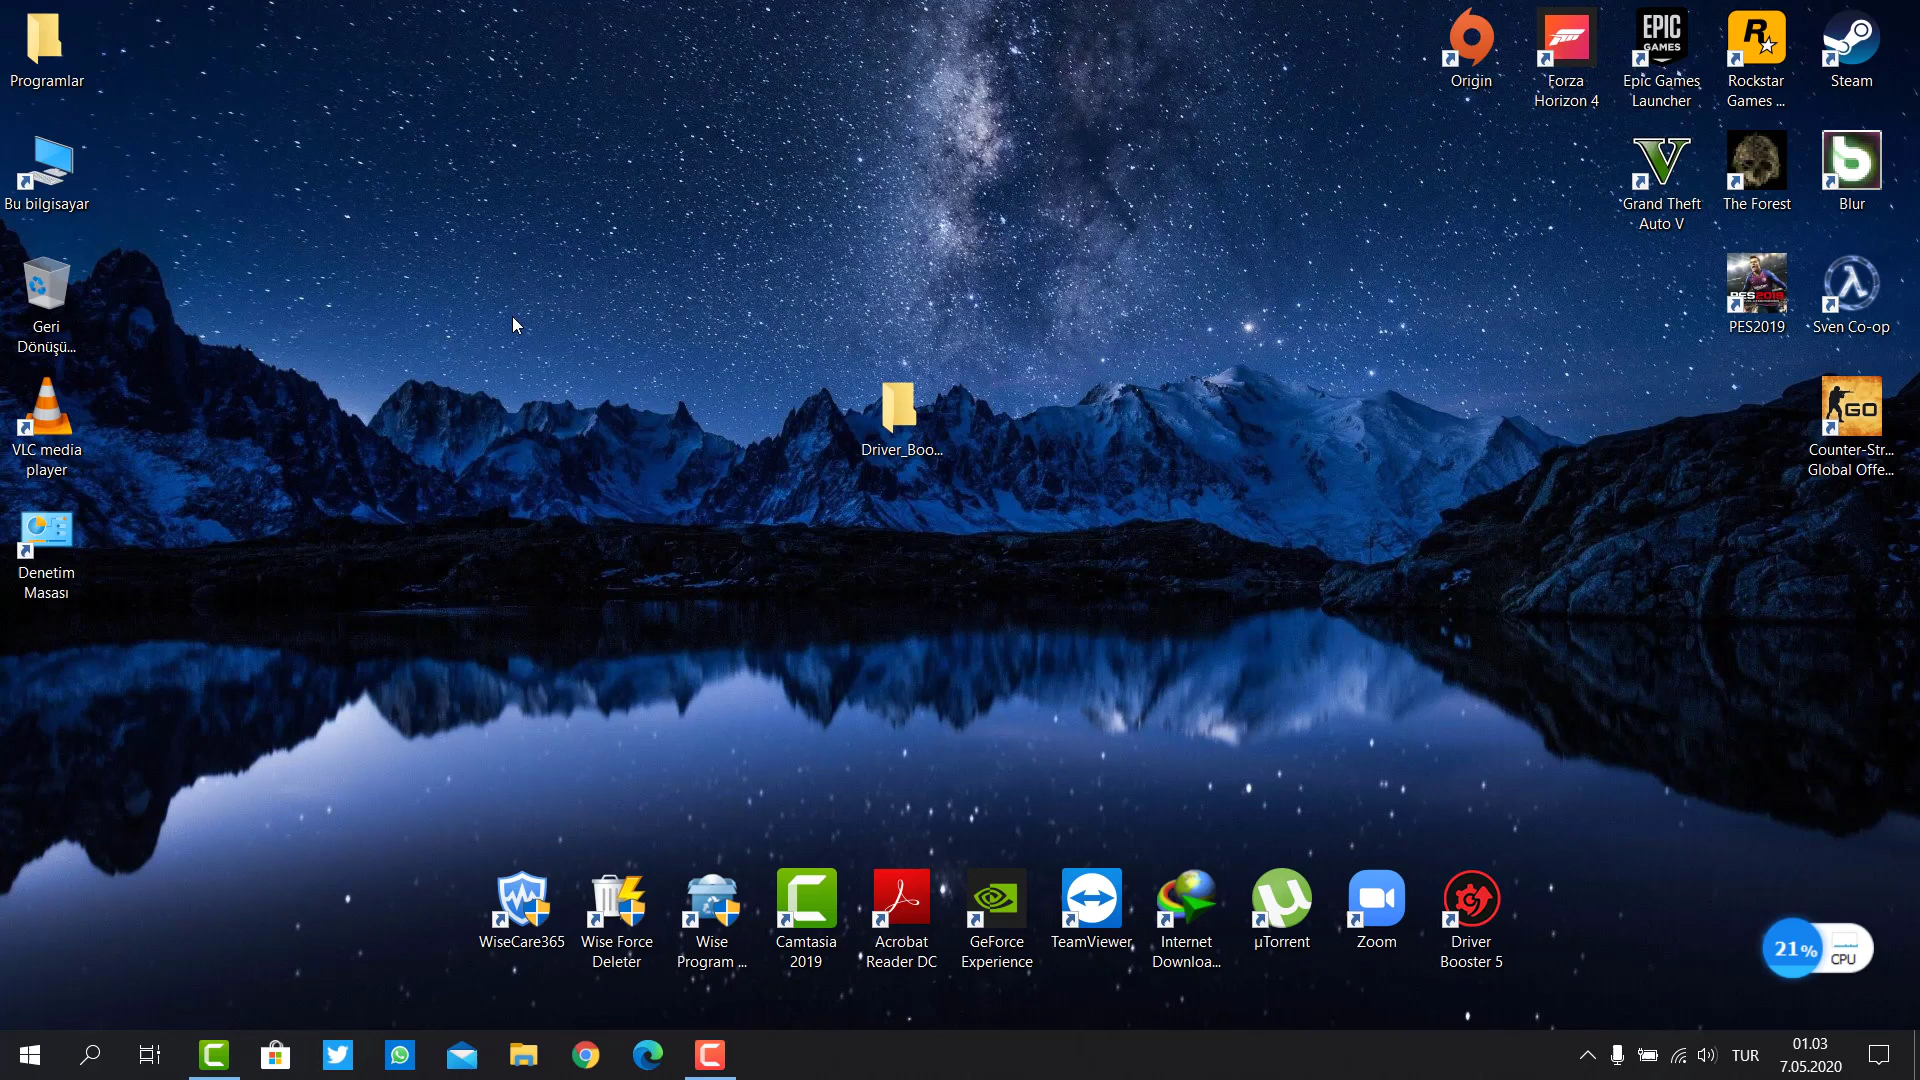 Programlar
Bu bilgisayar
Geri
Dönüşü...
VLC media
player
Denetim
Masası
Driver_Boo...
Origin
Forza
Horizon 4
EPIC
GAMES
Epic Games
Launcher
R
Rockstar
Games ...
Steam
V
Grand Theft
Auto V
The Forest
b
Blur
PES2019
PES2019
Sven Co-op
GO
Counter-Str...
Global Offe...
WiseCare365
Wise Force
Deleter
Wise
Program ...
Camtasia
2019
Acrobat
Reader DC
GeForce
Experience
TeamViewer
Internet
Downloa...
µTorrent
Zoom
Driver
Booster 5
21%
CPU
TUR
01.03
7.05.2020